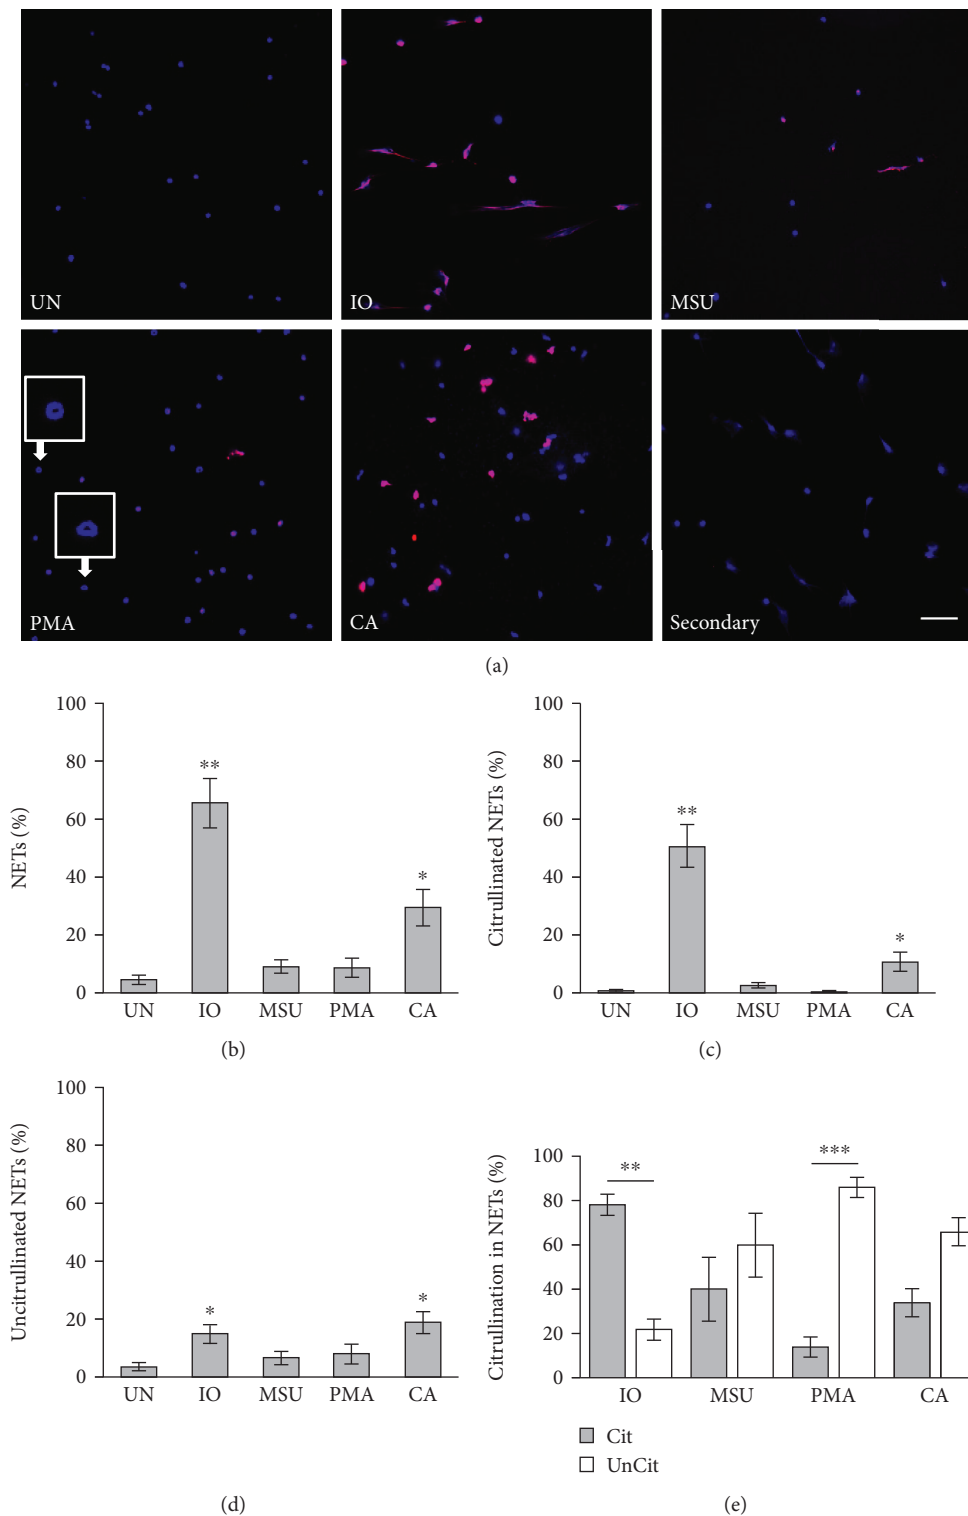 UN
IO
MSU
PMA
CA
Secondary
(a)
NETs (%)
100
80
60
40
20
0
**
*
UN IO MSU PMA CA
(b)
Citrullinated NETs (%)
100
80
60
40
20
0
**
*
UN IO MSU PMA CA
(c)
Uncitrullinated NETs (%)
100
80
60
40
20
0
*
*
UN IO MSU PMA CA
(d)
Citrullination in NETs (%)
100
80
60
40
20
0
**
***
IO MSU PMA CA
Cit
UnCit
(e)